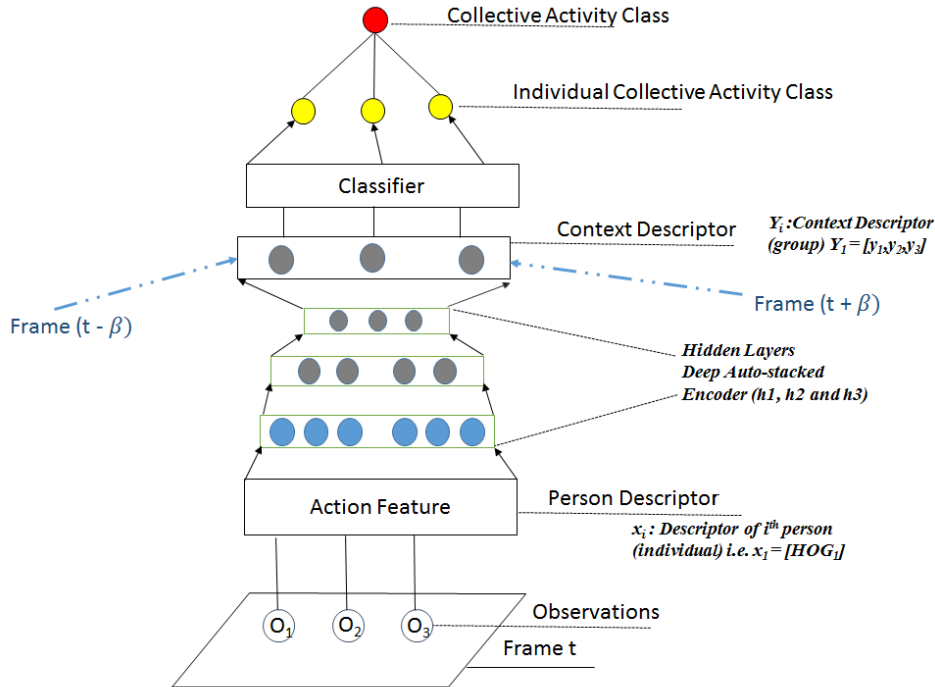 Collective Activity Class
Individual Collective Activity Class
Classifier
Context Descriptor
Yᵢ :Context Descriptor
(group) Y₁ = [y₁,y₂,y₃]
Frame (t - β)
Frame (t + β)
Hidden Layers
Deep Auto-stacked
Encoder (h1, h2 and h3)
Action Feature
Person Descriptor
xᵢ : Descriptor of iᵗʰ person
(individual) i.e. x₁ = [HOG₁]
O₁ O₂ O₃
Observations
Frame t